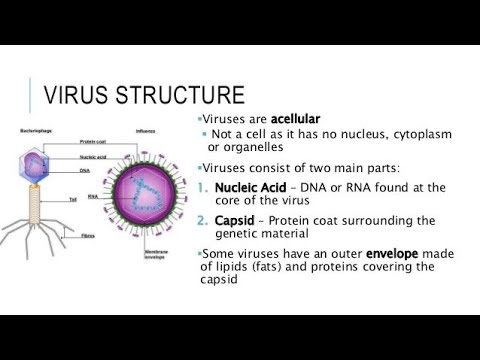 VIRUS STRUCTURE
Bacteriophage
Influenza
Protein coat
Nucleic acid
DNA
RNA
Tail
Fibres
Membrane
envelope
▪Viruses are acellular
▪ Not a cell as it has no nucleus, cytoplasm
or organelles
▪Viruses consist of two main parts:
1. Nucleic Acid – DNA or RNA found at the
core of the virus
2. Capsid – Protein coat surrounding the
genetic material
▪Some viruses have an outer envelope made
of lipids (fats) and proteins covering the
capsid